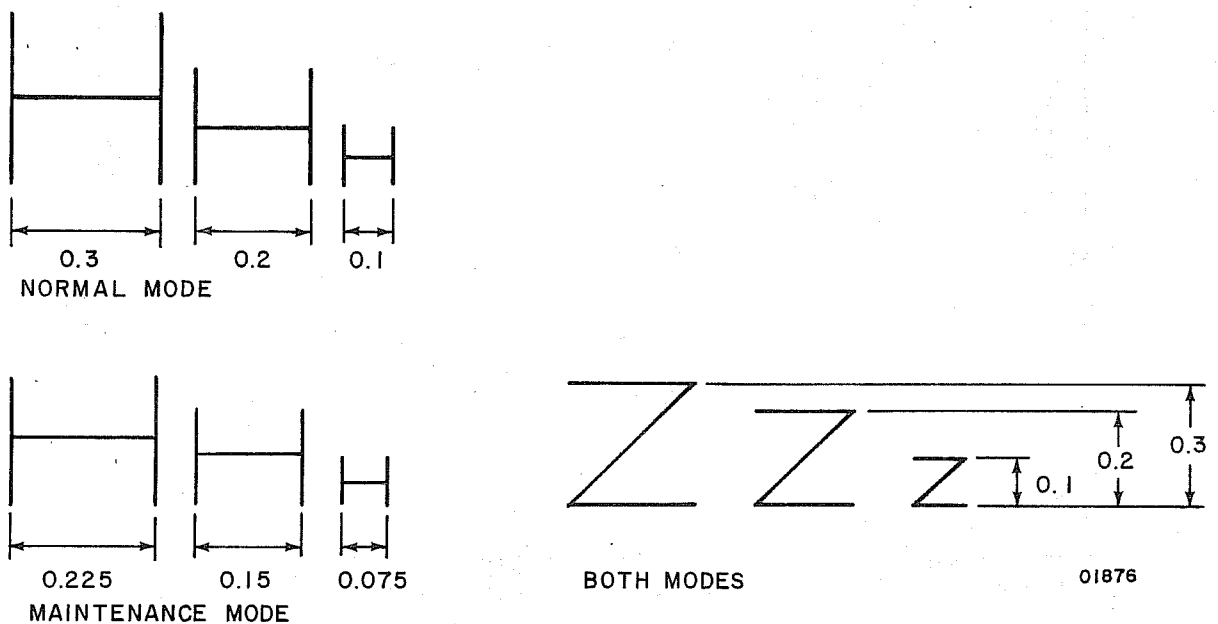 0.3 0.2 0.1
NORMAL MODE
0.3
0.2
0.1
0.225 0.15 0.075
BOTH MODES
01876
MAINTENANCE MODE